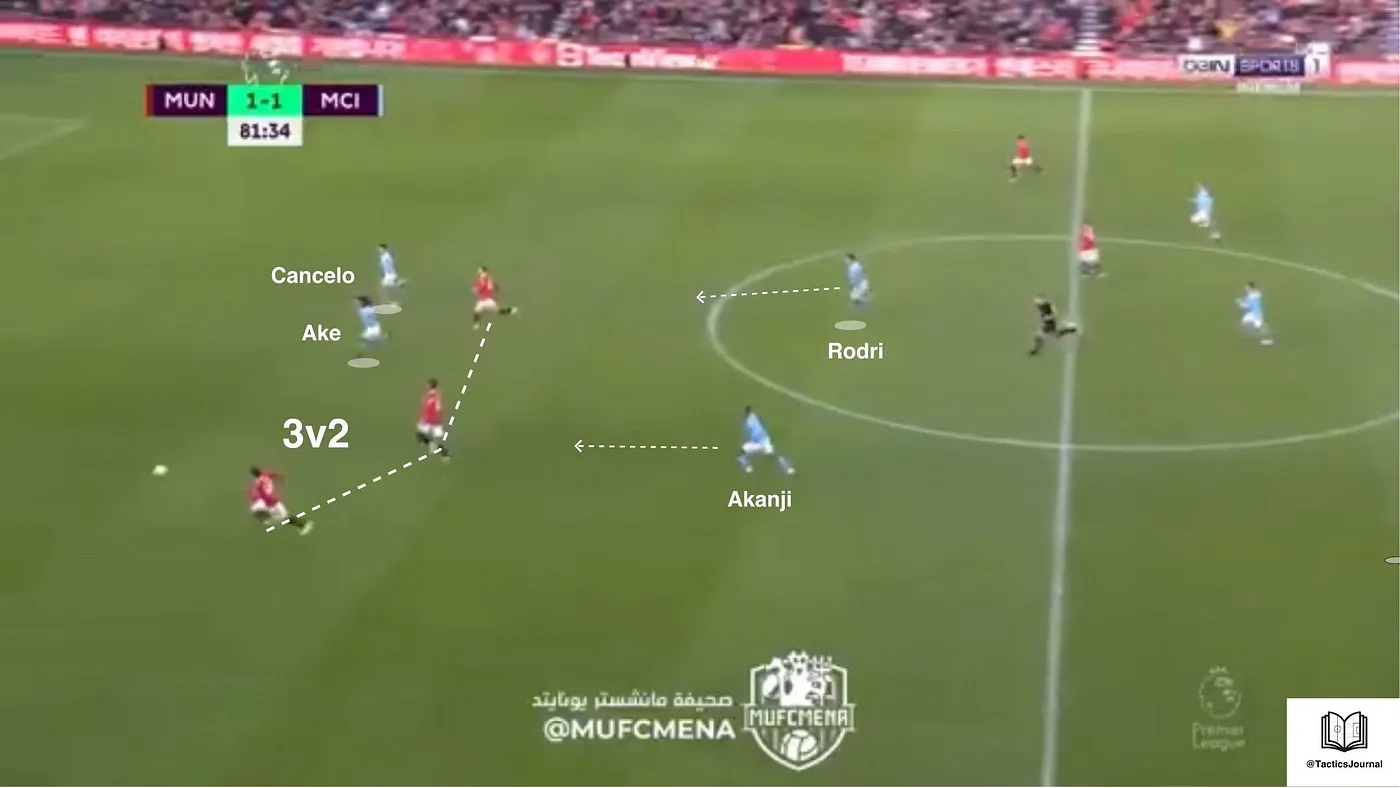 beIN SPORTS 1
PREMIUM
MUN 1-1 MCI
81:34
Cancelo
Ake
Rodri
3v2
Akanji
صحيفة مانشستر يونايتد
@MUFCMENA
MUFCMENA
Premier
League
@TacticsJournal